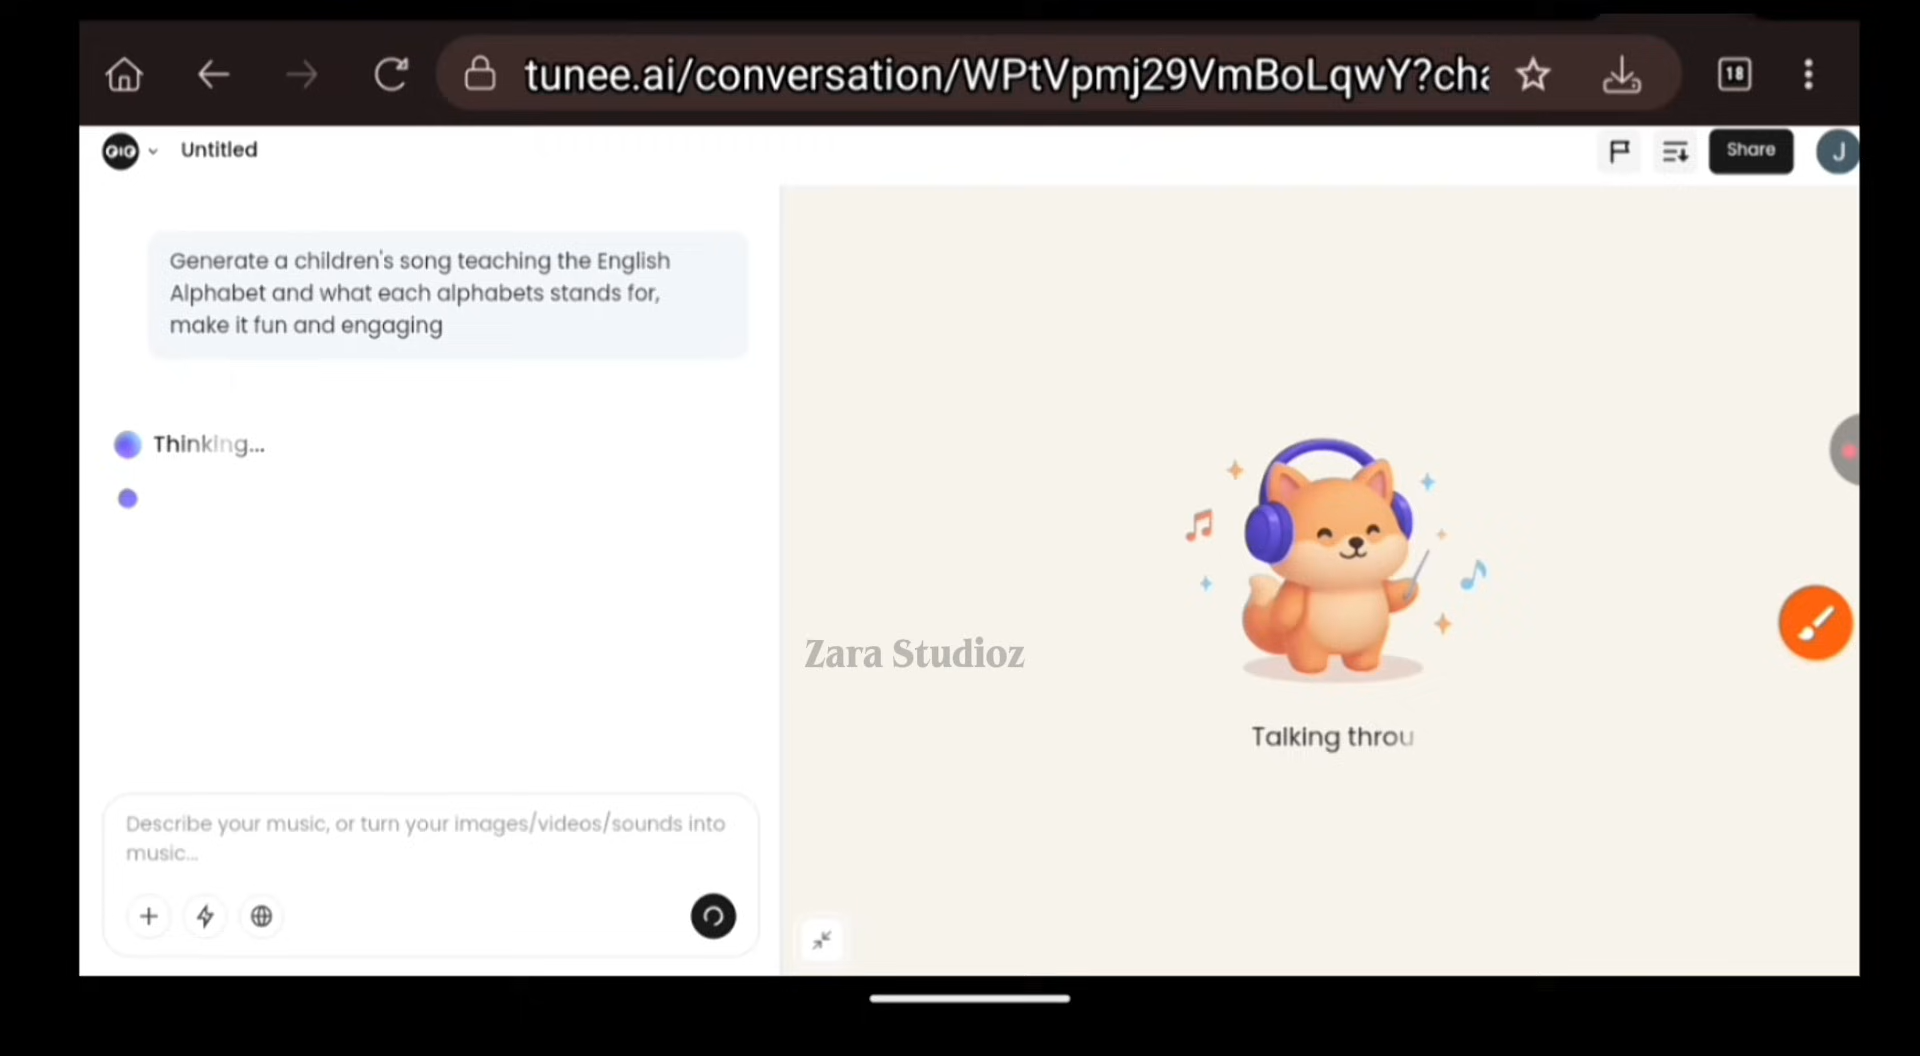 tunee.ai/conversation/WPtVpmj29VmBoLqwY?cha
18
Untitled
Share
J
Generate a children's song teaching the English
Alphabet and what each alphabets stands for,
make it fun and engaging
Thinking...
Zara Studioz
Talking throu
Describe your music, or turn your images/videos/sounds into
music...